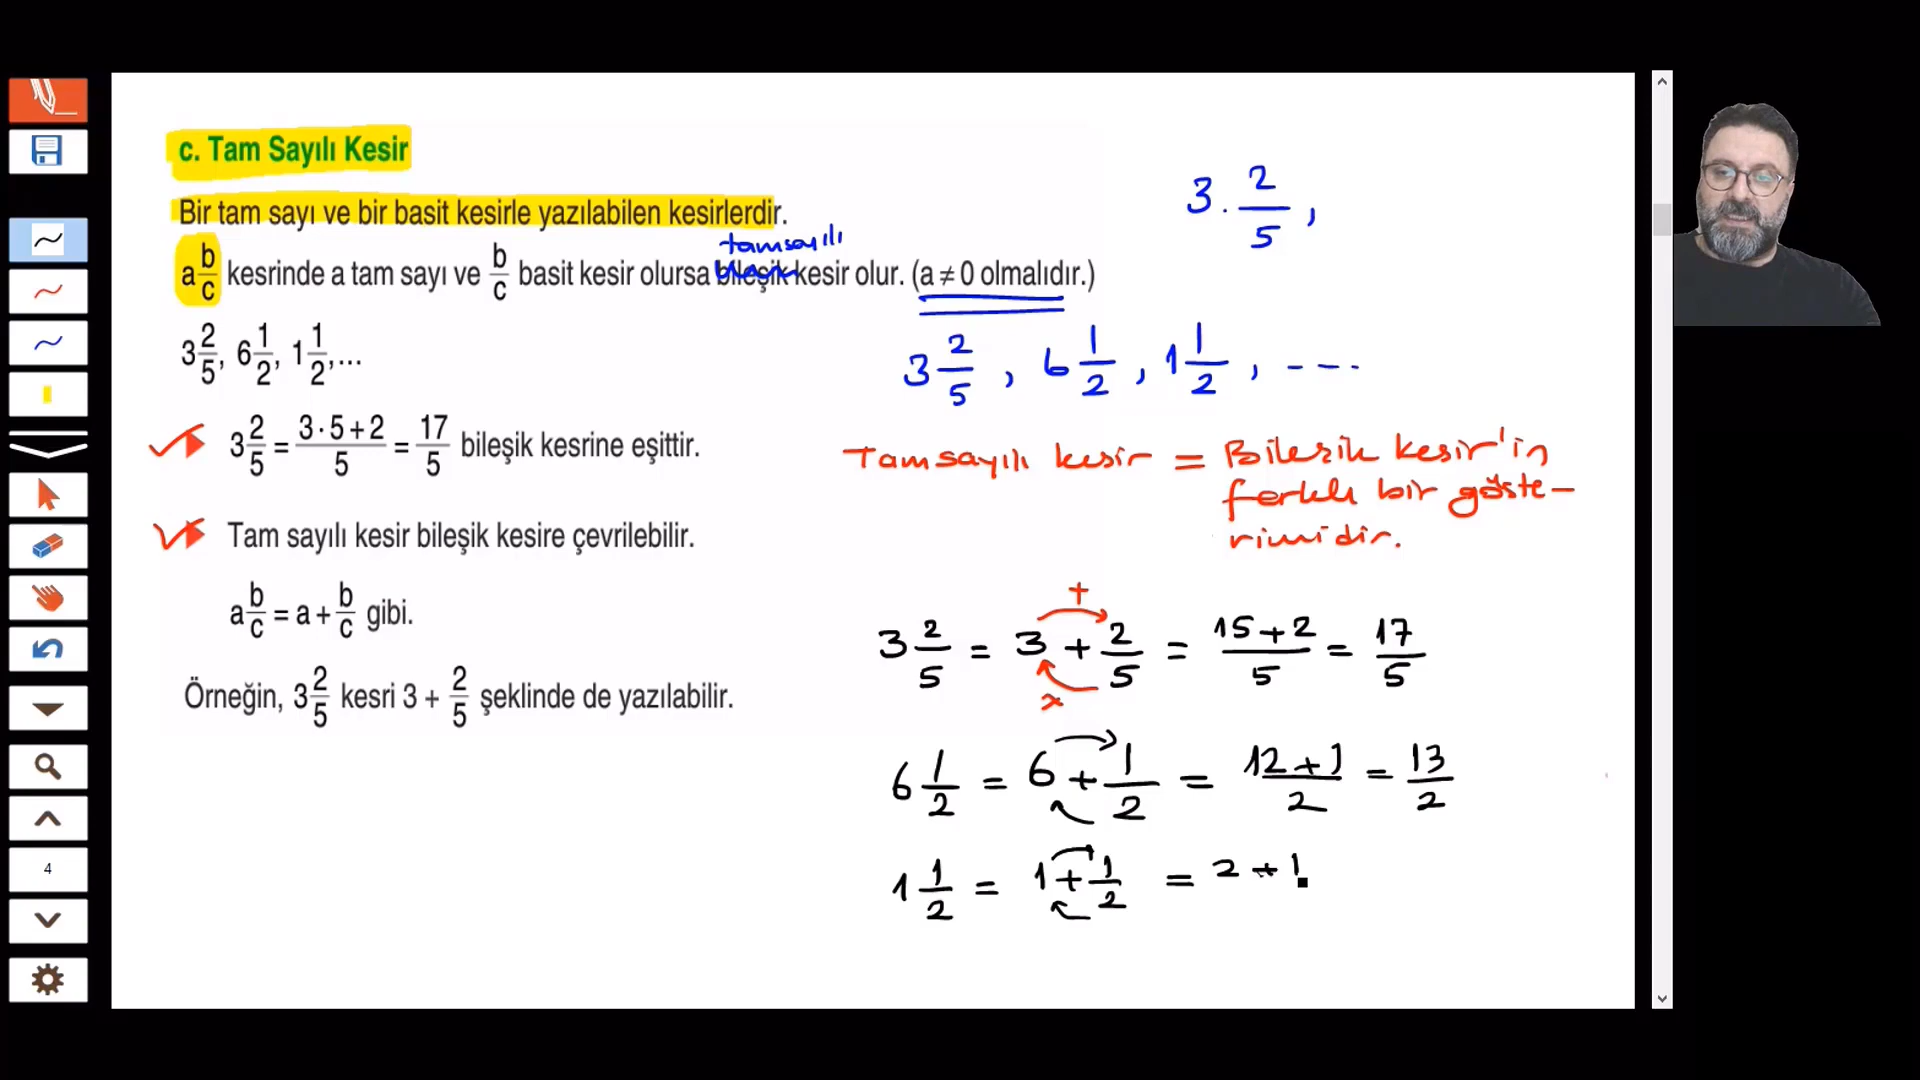 c. Tam Sayılı Kesir
Bir tam sayı ve bir basit kesirle yazılabilen kesirlerdir.
tamsayılı
a b/c kesrinde a tam sayı ve b/c basit kesir olursa bileşik kesir olur. (a ≠ 0 olmalıdır.)
3 2/5, 6 1/2, 1 1/2,...
3 2/5 = 3·5+2/5 = 17/5 bileşik kesrine eşittir.
Tam sayılı kesir bileşik kesire çevrilebilir.
a b/c = a + b/c gibi.
Örneğin, 3 2/5 kesri 3 + 2/5 şeklinde de yazılabilir.
3. 2/5 ,
3 2/5 , 6 1/2 , 1 1/2 , ----
Tamsayılı kesir = Bileşik kesir'in
farklı bir göste-
rimidir.
+
3 2/5 = 3 + 2/5 = 15+2/5 = 17/5
x
6 1/2 = 6 + 1/2 = 12+1/2 = 13/2
1 1/2 = 1 + 1/2 = 2 + 1
4